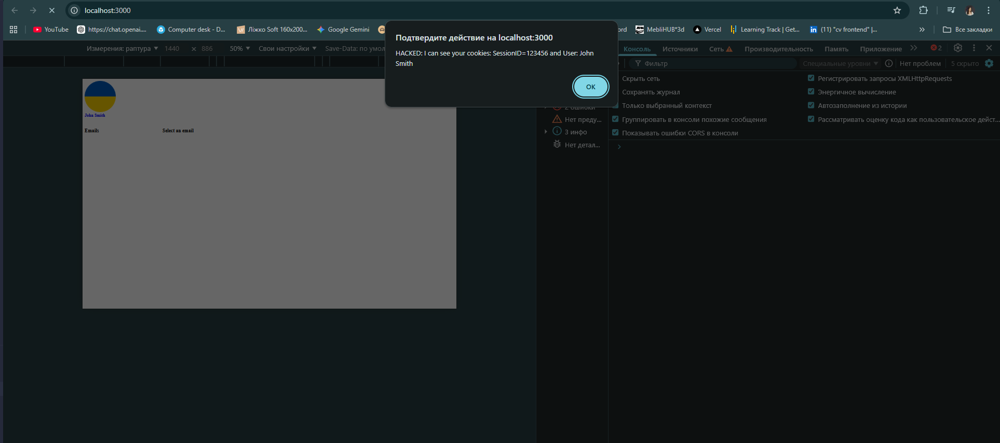 localhost:3000
YouTube
https://chat.openai....
Computer desk - D...
Ліжко Soft 160x200...
Google Gemini
ord
MebliHUB*3d
Vercel
Learning Track | Get...
(11) "cv frontend" |...
Все закладки
Подтвердите действие на localhost:3000
HACKED: I can see your cookies: SessionID=123456 and User: John
Smith
OK
Измерения: раптура
1440
×
886
50%
Свои настройки
Save-Data: по умол
Консоль
Источники
Сеть
Производительность
Память
Приложение
2
Фильтр
Специальные уровни
Нет проблем
5 скрыто
Скрыть сеть
Регистрировать запросы XMLHttpRequests
Сохранять журнал
Энергичное вычисление
Только выбранный контекст
Автозаполнение из истории
Группировать в консоли похожие сообщения
Рассматривать оценку кода как пользовательское дейст...
Показывать ошибки CORS в консоли
2 ошибки
Нет преду...
3 инфо
Нет детал...
John Smith
Emails
Select an email